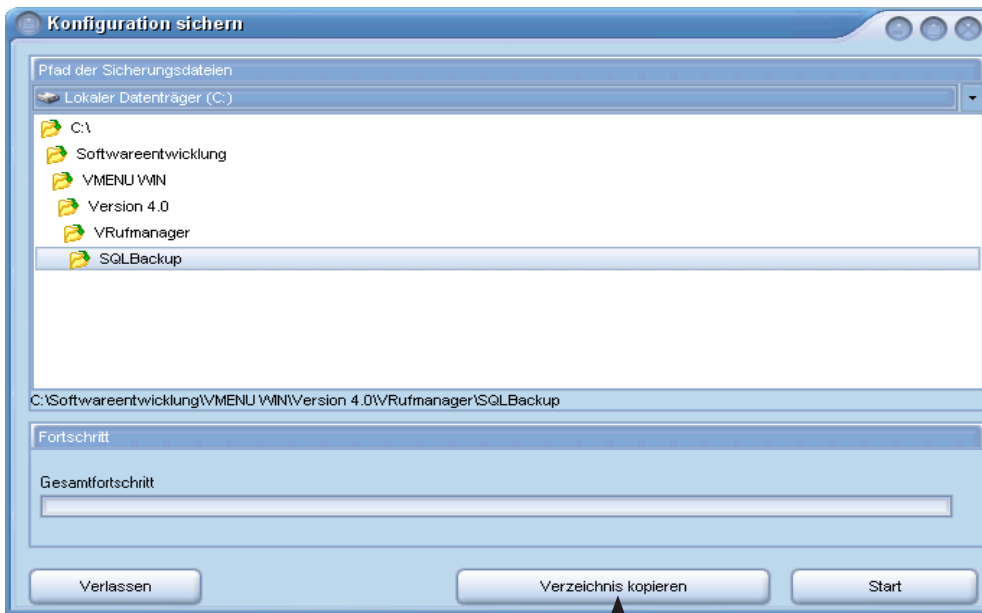 Konfiguration sichern
Pfad der Sicherungsdateien
Lokaler Datenträger (C:)
C:\
Softwareentwicklung
VMENU WIN
Version 4.0
VRufmanager
SQLBackup
C:\Softwareentwicklung\VMENU WIN\Version 4.0\VRufmanager\SQLBackup
Fortschritt
Gesamtfortschritt
Verlassen
Verzeichnis kopieren
Start